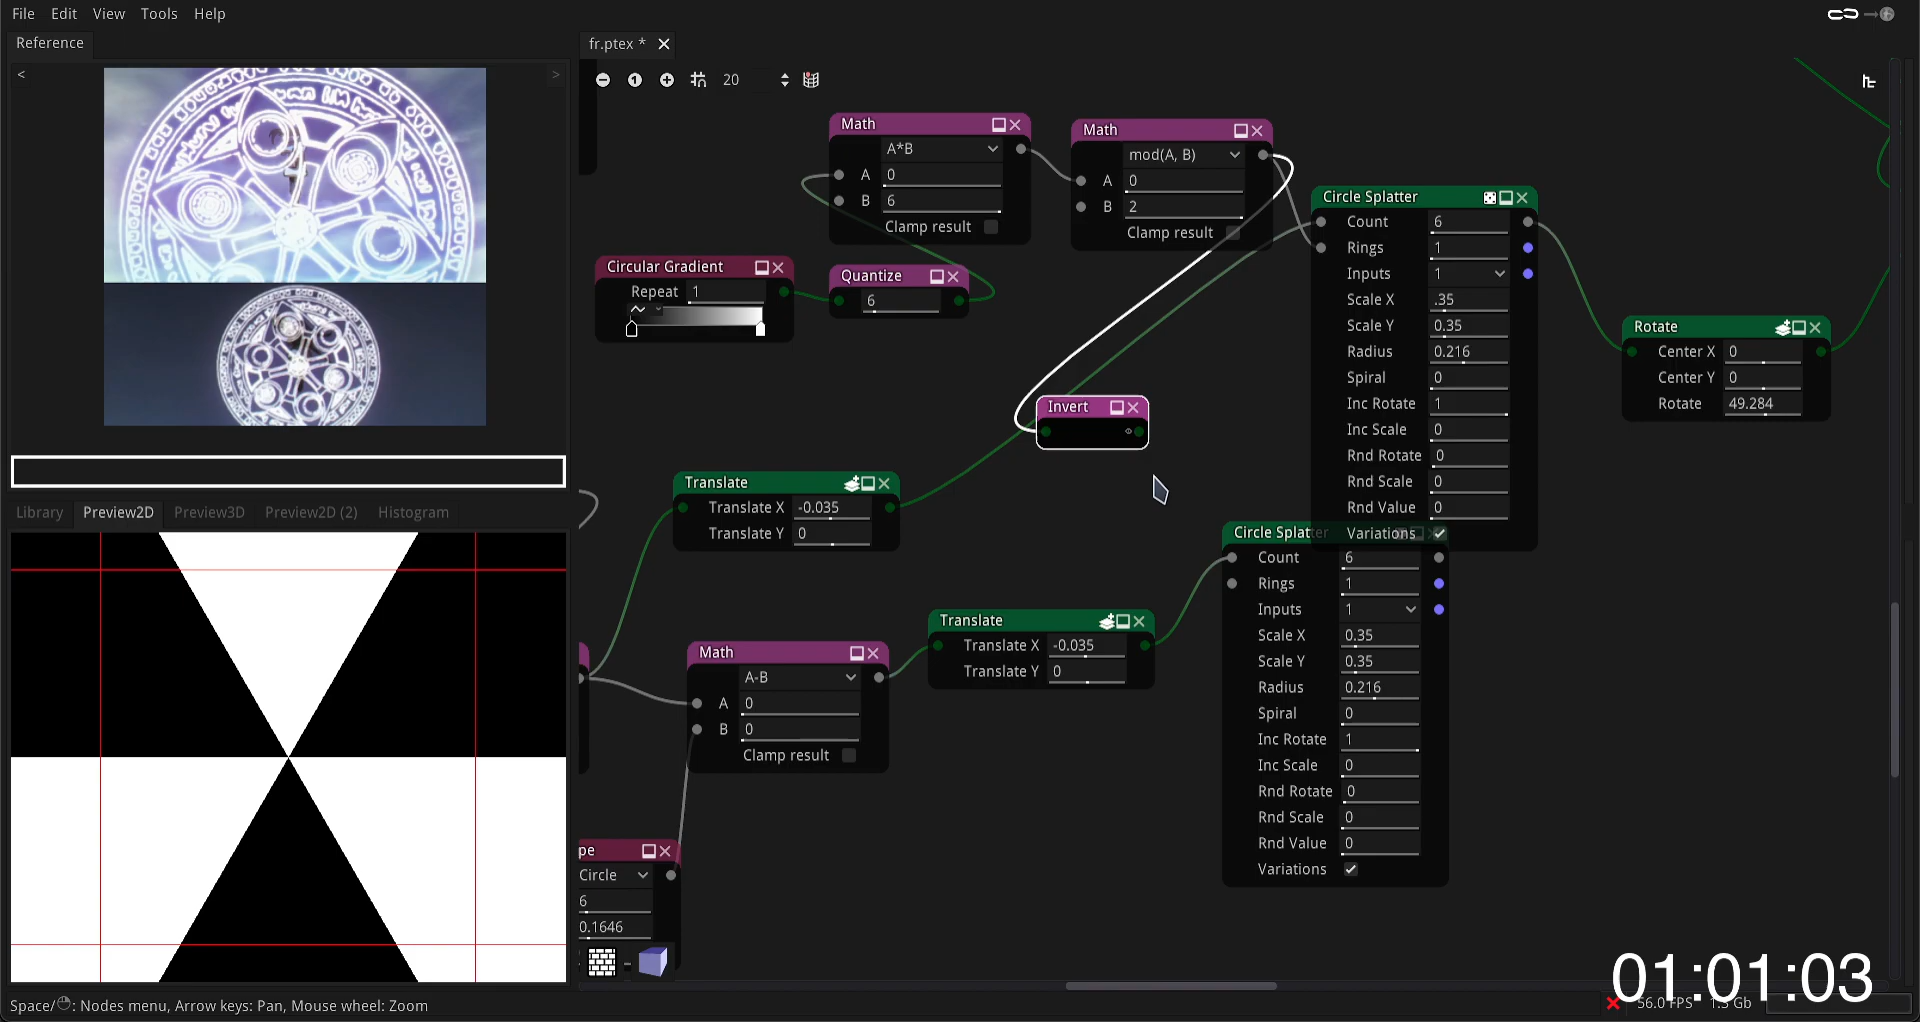 File Edit View Tools Help
Reference
< >
fr.ptex * 
20
Math
A*B
A 0
B 6
Clamp result
Math
mod(A, B)
A 0
B 2
Clamp result
Circular Gradient
Repeat 1
Quantize
6
Circle Splatter
Count 6
Rings 1
Inputs 1
Scale X .35
Scale Y 0.35
Radius 0.216
Spiral 0
Inc Rotate 1
Inc Scale 0
Rnd Rotate 0
Rnd Scale 0
Rnd Value 0
Variations
Rotate
Center X 0
Center Y 0
Rotate 49.284
Invert
Translate
Translate X -0.035
Translate Y 0
Circle Splatter
Count 6
Rings 1
Inputs 1
Scale X 0.35
Scale Y 0.35
Radius 0.216
Spiral 0
Inc Rotate 1
Inc Scale 0
Rnd Rotate 0
Rnd Scale 0
Rnd Value 0
Variations
Translate
Translate X -0.035
Translate Y 0
Math
A-B
A 0
B 0
Clamp result
pe
Circle
6
0.1646
Library Preview2D Preview3D Preview2D (2) Histogram
Space/ : Nodes menu, Arrow keys: Pan, Mouse wheel: Zoom
56.0 FPS
Gb
01:01:03